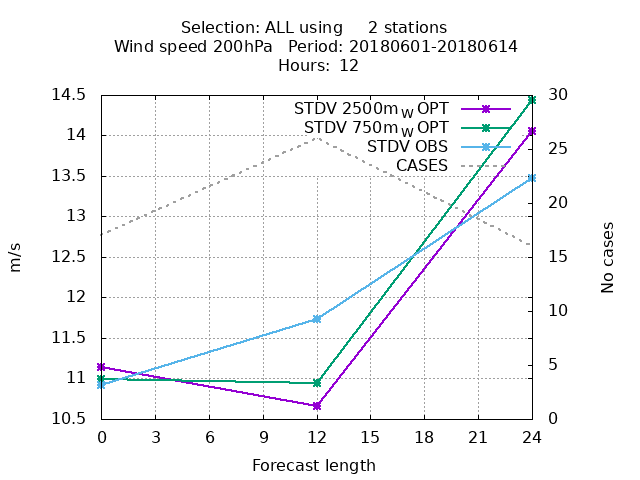 Selection: ALL using     2 stations
Wind speed 200hPa   Period: 20180601-20180614
Hours:  12
STDV 2500m_W OPT
STDV 750m_W OPT
STDV OBS
CASES
14.5
14
13.5
13
12.5
12
11.5
11
10.5
30
25
20
15
10
5
0
m/s
No cases
0 3 6 9 12 15 18 21 24
Forecast length